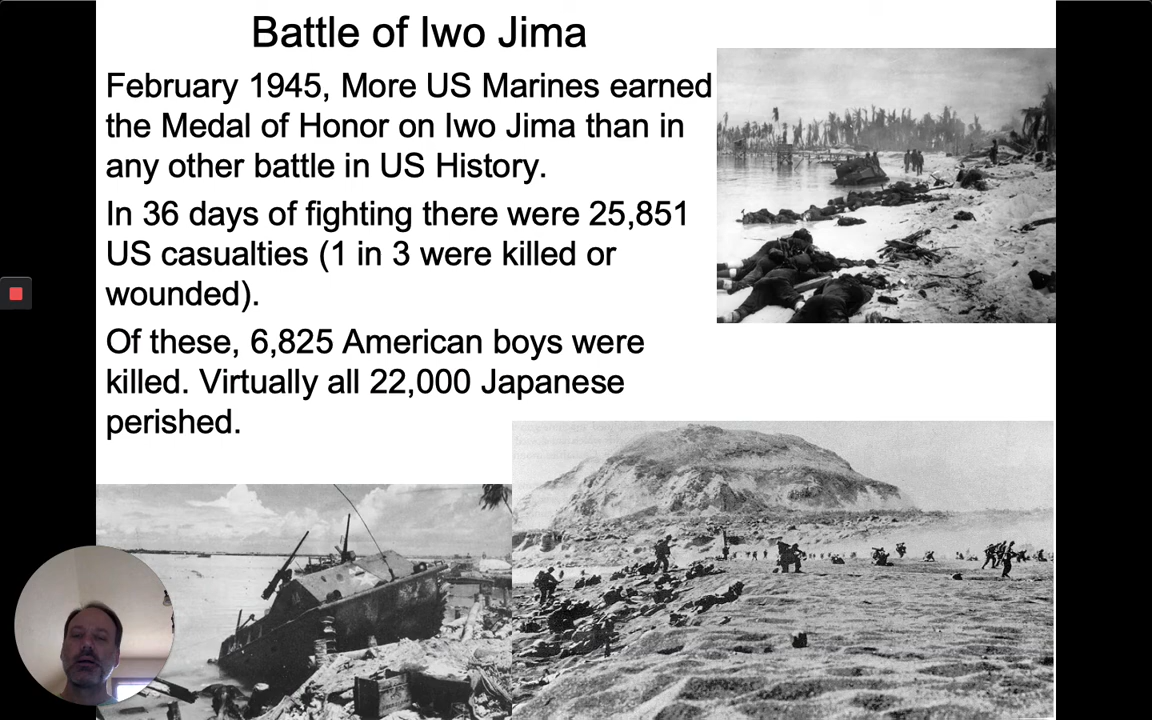 Battle of Iwo Jima
February 1945, More US Marines earned
the Medal of Honor on Iwo Jima than in
any other battle in US History.
In 36 days of fighting there were 25,851
US casualties (1 in 3 were killed or
wounded).
Of these, 6,825 American boys were
killed. Virtually all 22,000 Japanese
perished.